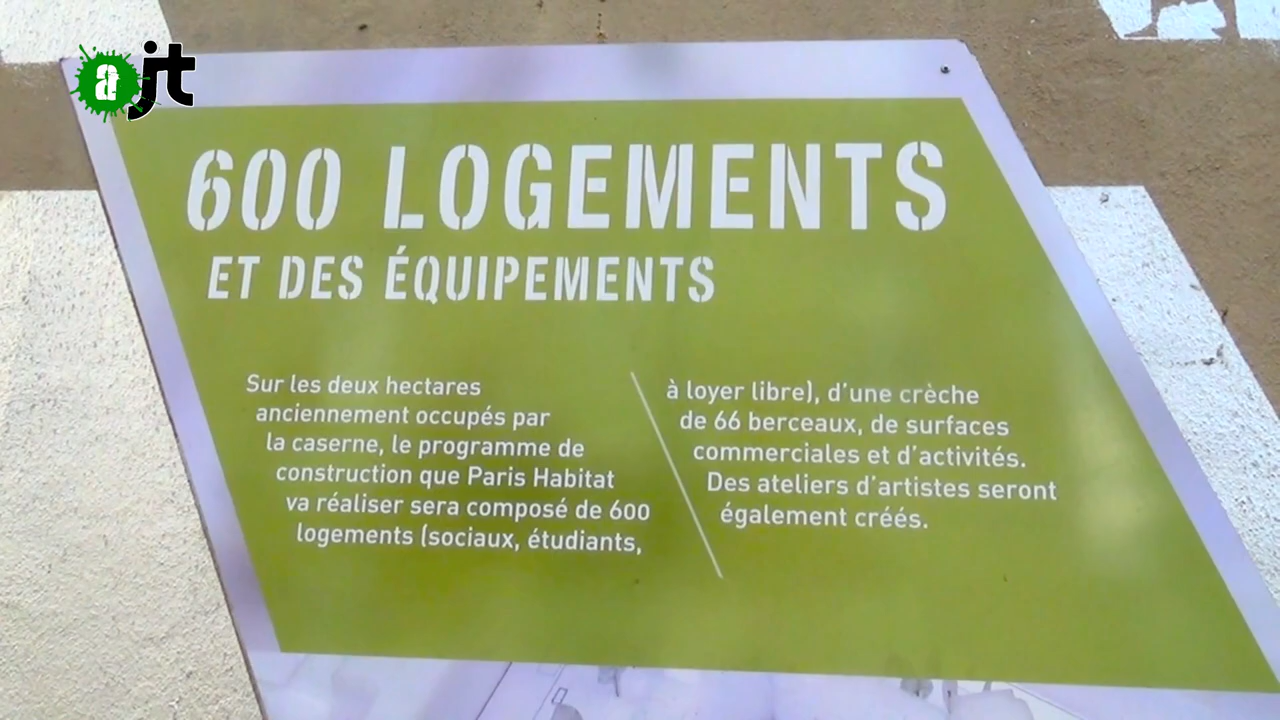 ajt
600 LOGEMENTS
ET DES ÉQUIPEMENTS
Sur les deux hectares
anciennement occupés par
la caserne, le programme de
construction que Paris Habitat
va réaliser sera composé de 600
logements (sociaux, étudiants,
à loyer libre), d'une crèche
de 66 berceaux, de surfaces
commerciales et d'activités.
Des ateliers d'artistes seront
également créés.